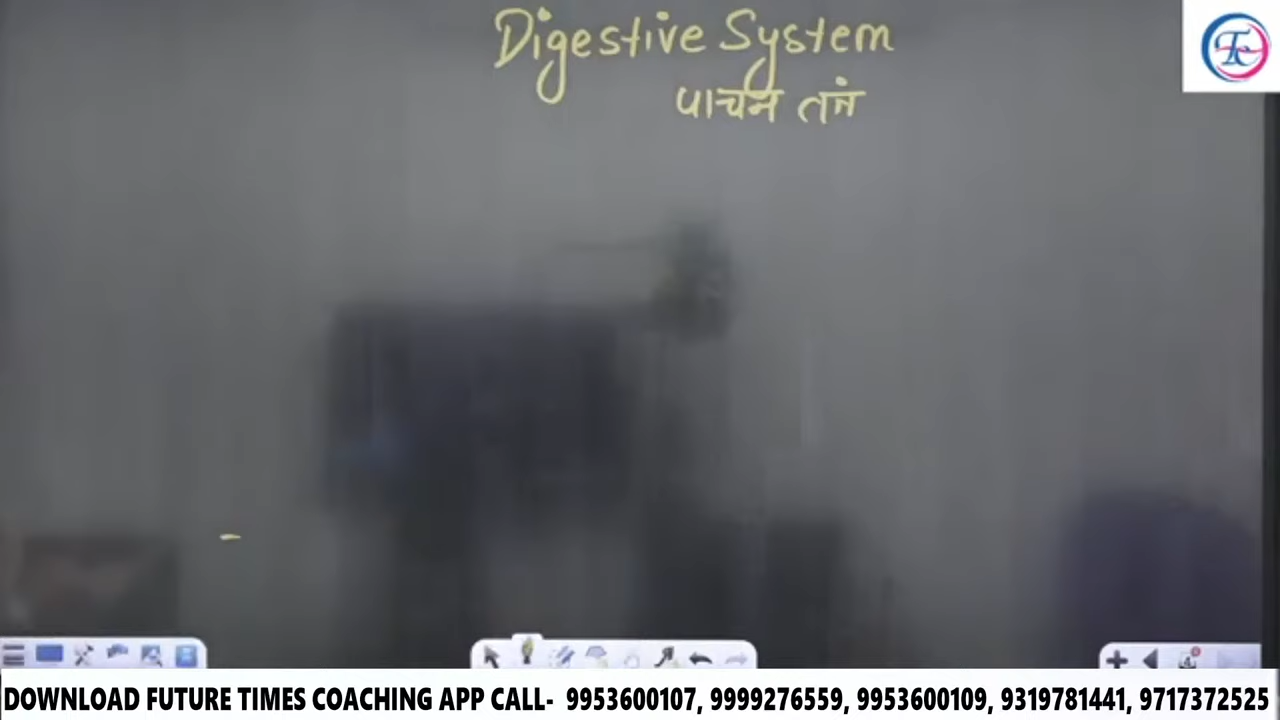 Digestive System
पाचन तंत्र
DOWNLOAD FUTURE TIMES COACHING APP CALL- 9953600107, 9999276559, 9953600109, 9319781441, 9717372525